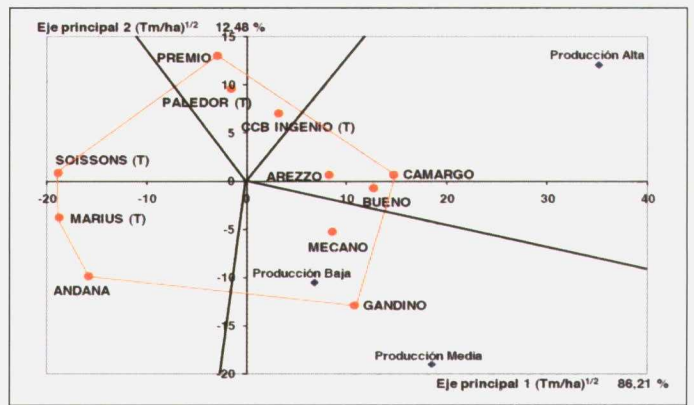 Eje principal 2 (Tm/ha)1/2 12,48 %
15
PREMIO
Producción Alta
10
PALEDOR (T)
CCB INGENIO (T)
5
SOISSONS (T)
AREZZO
CAMARGO
0
-20 -10 0 10 20 30 40
BUENO
MARIUS (T)
-5
MECANO
Producción Baja
-10
ANDANA
GANDINO
-15
Producción Media
-20
Eje principal 1 (Tm/ha)1/2 86,21 %